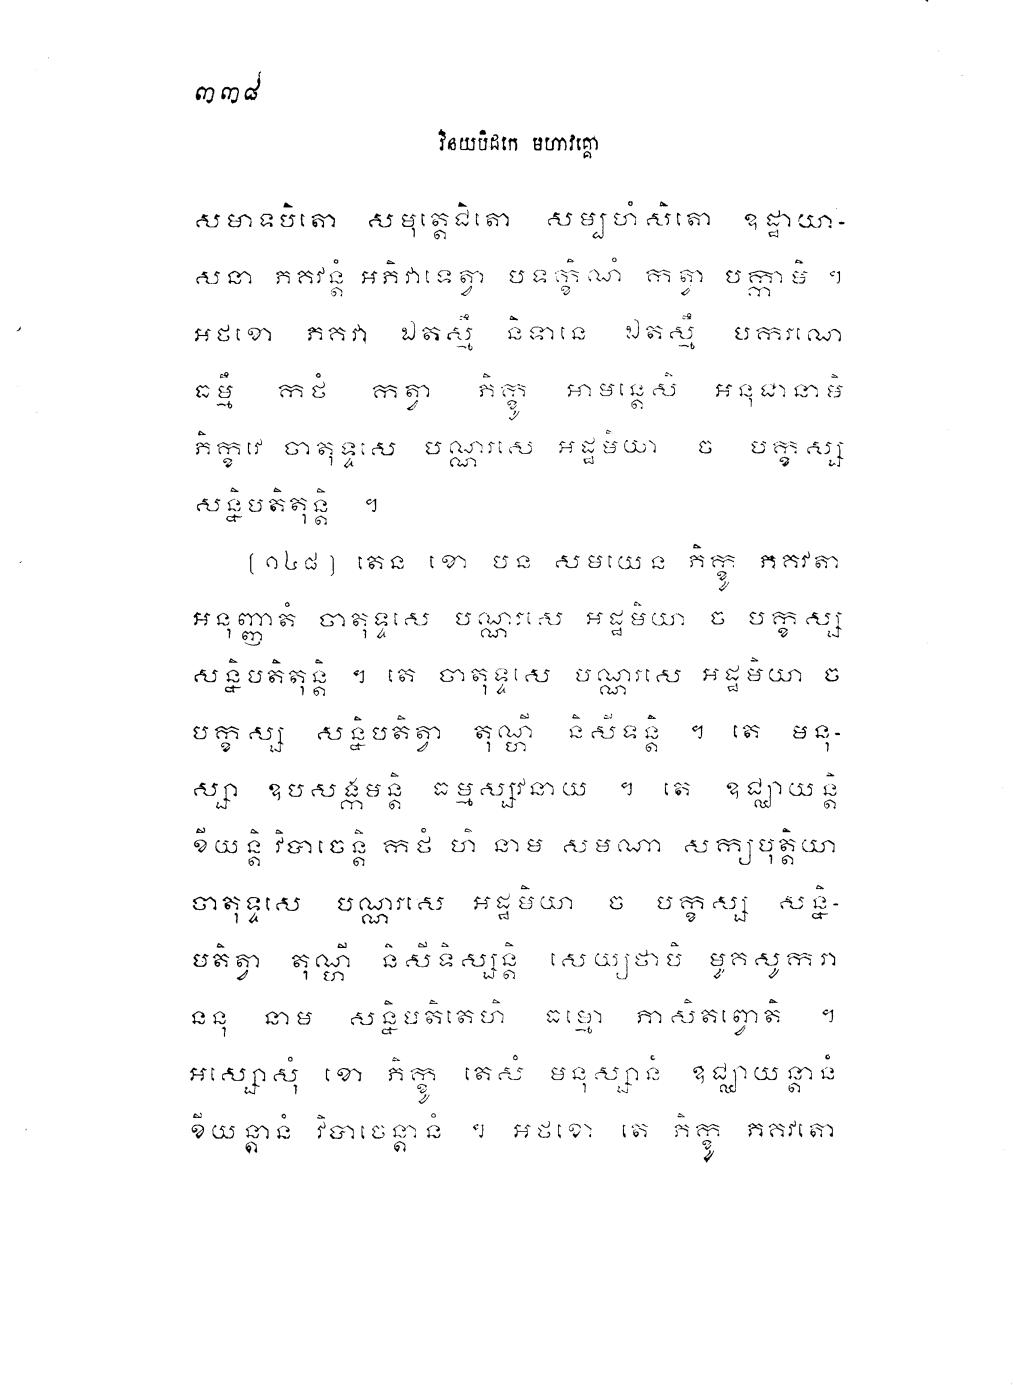 ៣៣៨
វិនយបិដកេ មហាវគ្គោ
សមាទបិតោ សមុត្តេជិតោ សម្បហំសិតោ ឧដ្ឋាយា-
សនា ភគវន្តំ អភិវាទេត្វា បទក្ខិណំ កត្វា បក្កាមិ ។
អថខោ ភគវា ឯតស្មឹ និទានេ ឯតស្មឹ បករណេ
ធម្មឹ កថំ កត្វា ភិក្ខូ អាមន្តេសិ អនុជានាមិ
ភិក្ខវេ ចាតុទ្ទសេ បណ្ណរសេ អដ្ឋមិយា ច បក្ខស្ស
សន្និបតិតុន្តិ ។
(១៤៨) តេន ខោ បន សមយេន ភិក្ខូ ភគវតា
អនុញ្ញាតំ ចាតុទ្ទសេ បណ្ណរសេ អដ្ឋមិយា ច បក្ខស្ស
សន្និបតិតុន្តិ ។ តេ ចាតុទ្ទសេ បណ្ណរសេ អដ្ឋមិយា ច
បក្ខស្ស សន្និបតិត្វា តុណ្ហី និសីទន្តិ ។ តេ មនុ-
ស្សា ឧបសង្កមន្តិ ធម្មស្សវនាយ ។ តេ ឧជ្ឈាយន្តិ
ខីយន្តិ វិបាចេន្តិ កថំ ហិ នាម សមណា សក្យបុត្តិយា
ចាតុទ្ទសេ បណ្ណរសេ អដ្ឋមិយា ច បក្ខស្ស សន្និ-
បតិត្វា តុណ្ហី និសីទិស្សន្តិ សេយ្យថាបិ មូកសូករា
ននុ នាម សន្និបតិតេហិ ធម្មោ ភាសិតព្វោតិ ។
អស្សោសុំ ខោ ភិក្ខូ តេសំ មនុស្សានំ ឧជ្ឈាយន្តានំ
ខីយន្តានំ វិបាចេន្តានំ ។ អថខោ តេ ភិក្ខូ ភគវតោ